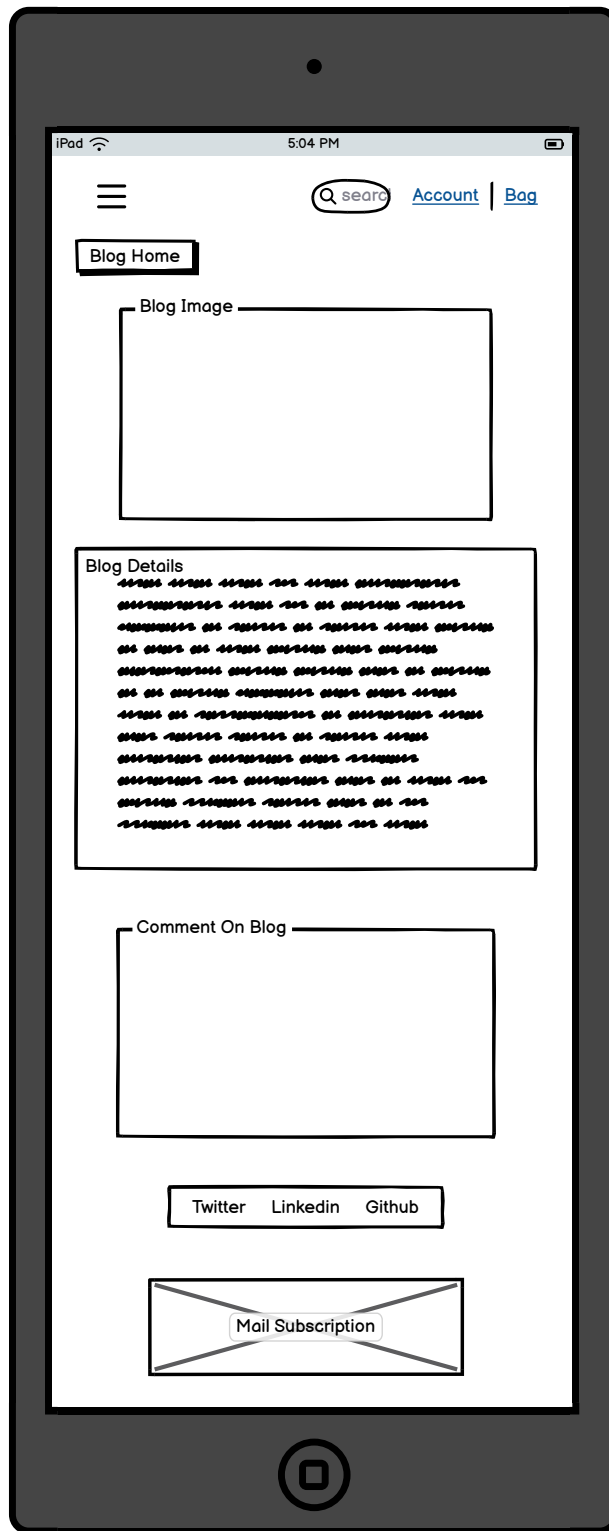 iPad 5:04 PM
searc Account Bag
Blog Home
Blog Image
Blog Details
Comment On Blog
Twitter Linkedin Github
Mail Subscription